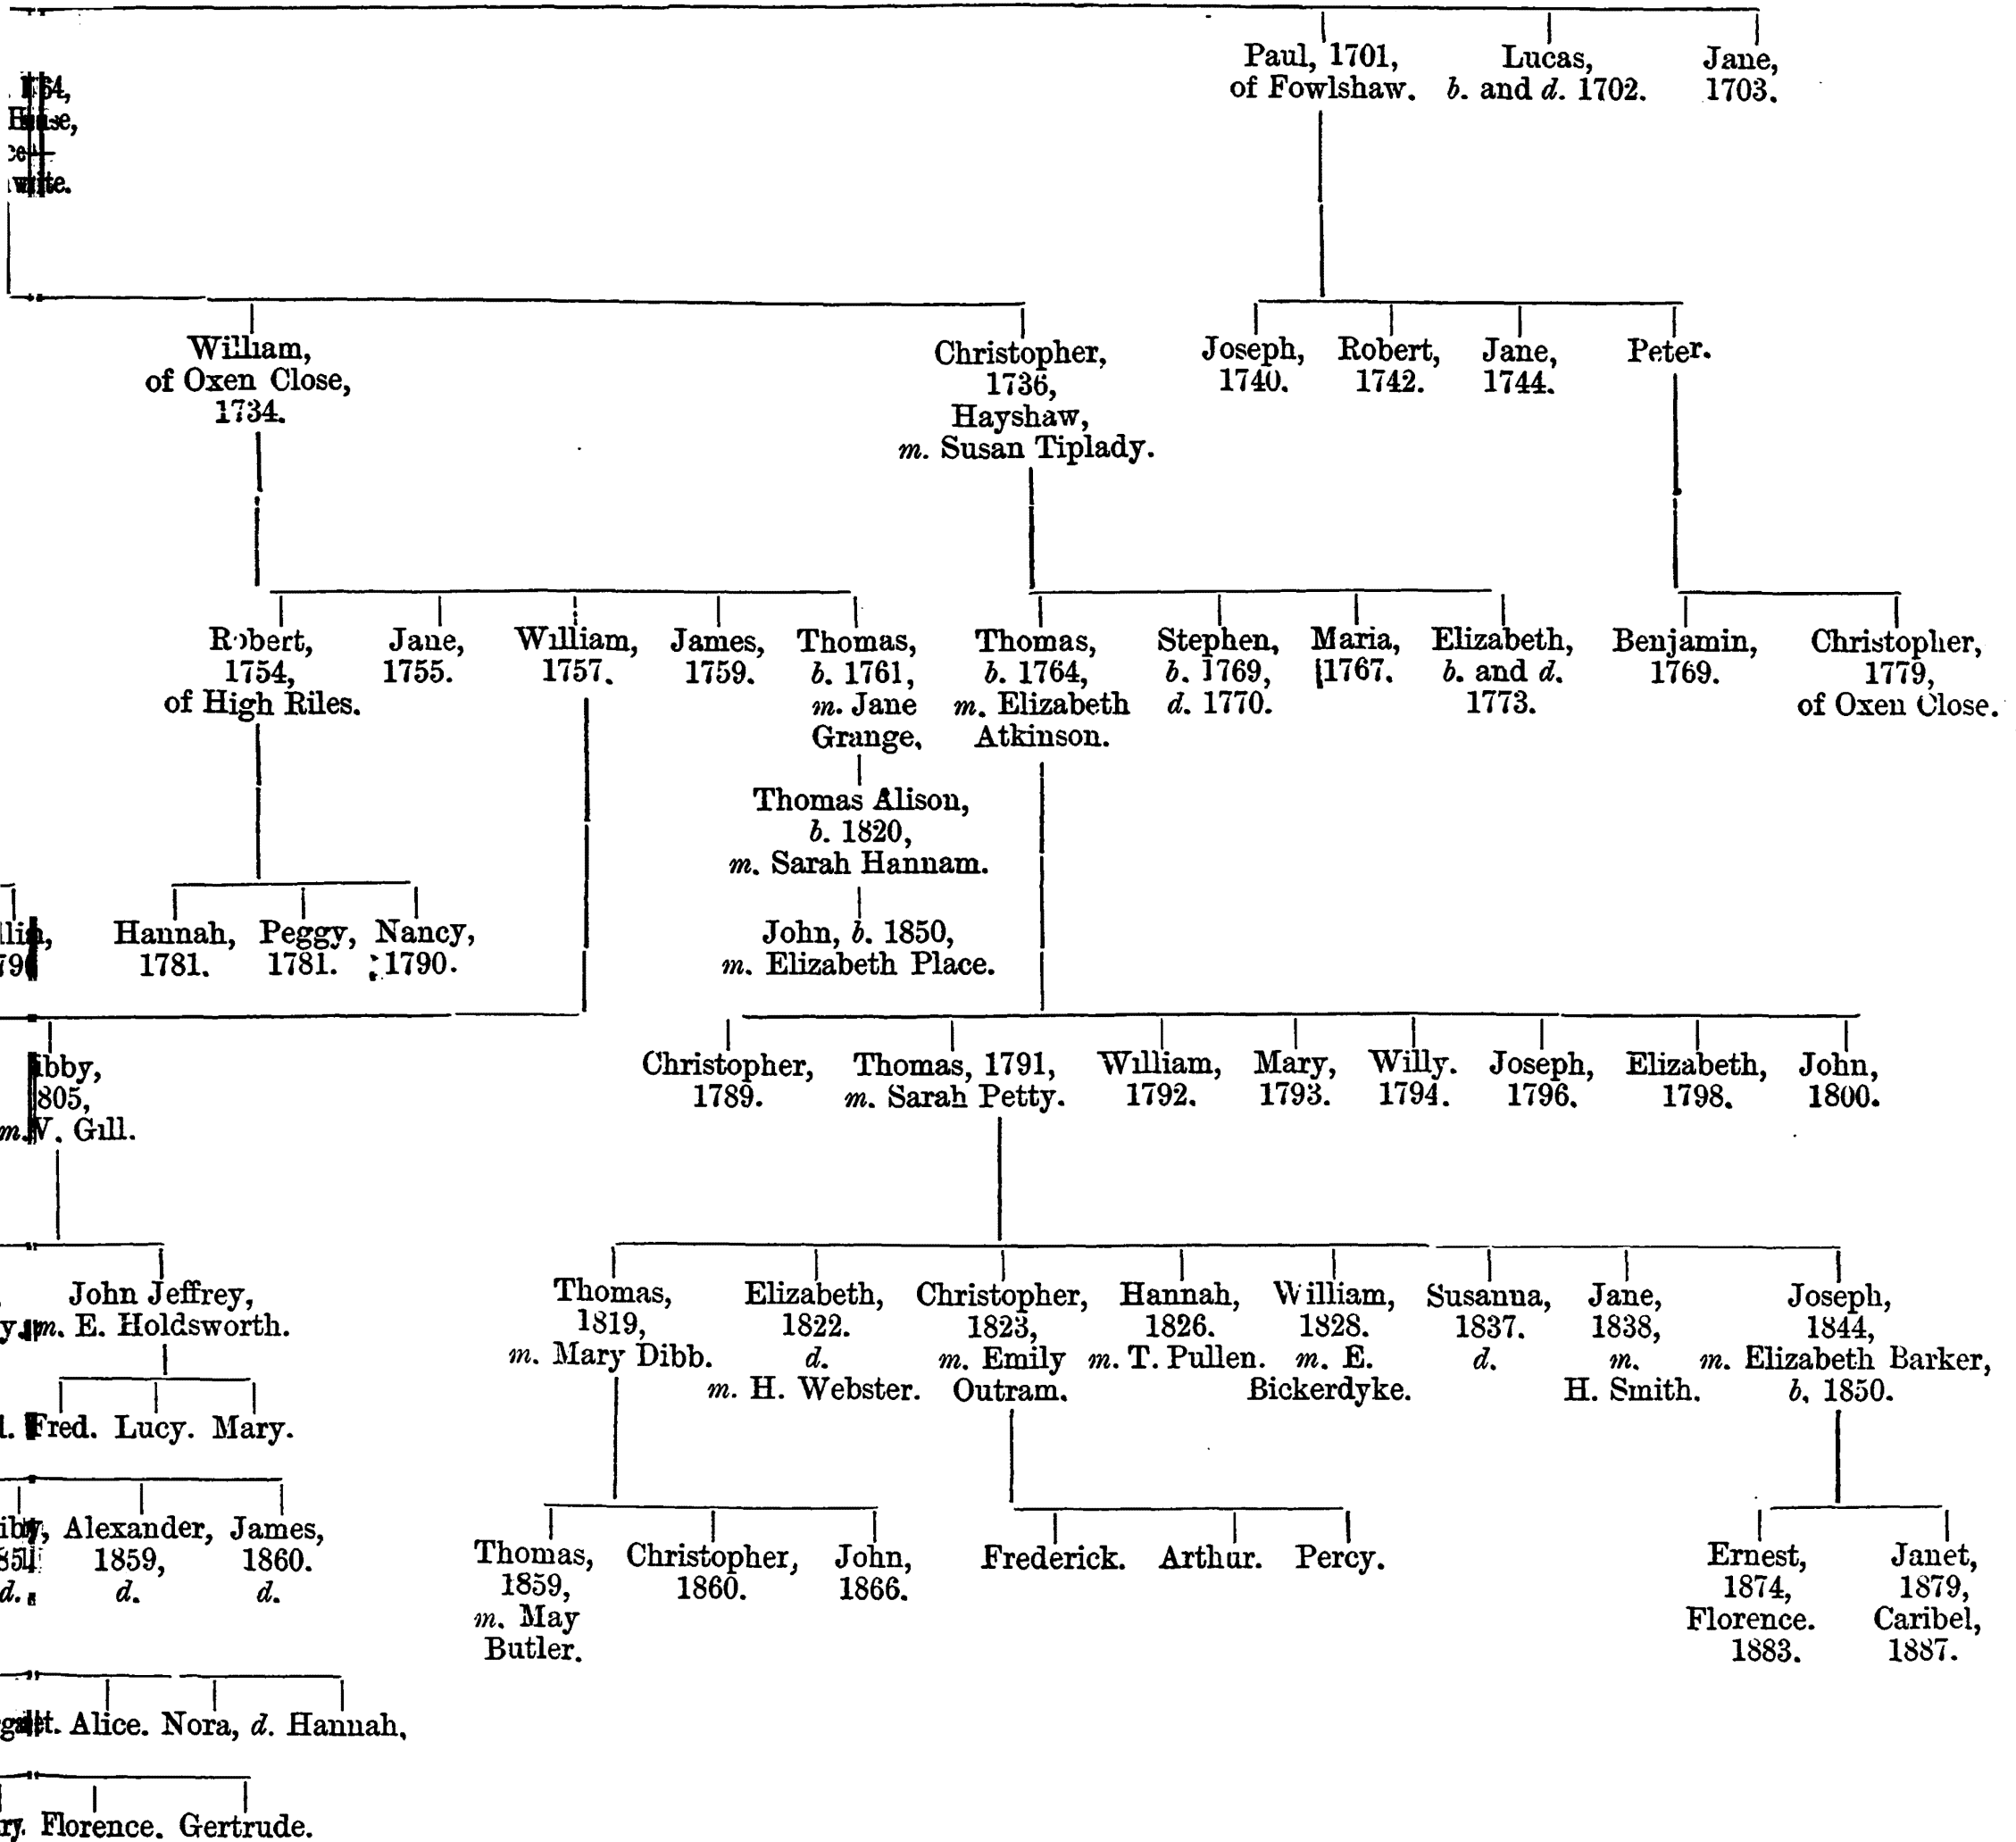 Paul, 1701,
of Fowlshaw.
Lucas,
b. and d. 1702.
Jane,
1703.
William,
of Oxen Close,
1734.
Christopher,
1736,
Hayshaw,
m. Susan Tiplady.
Joseph,
1740.
Robert,
1742.
Jane,
1744.
Peter.
Robert,
1754,
of High Riles.
Jane,
1755.
William,
1757.
James,
1759.
Thomas,
b. 1761,
m. Jane
Grange,
Thomas,
b. 1764,
m. Elizabeth
Atkinson.
Stephen,
b. 1769,
d. 1770.
Maria,
1767.
Elizabeth,
b. and d.
1773.
Benjamin,
1769.
Christopher,
1779,
of Oxen Close.
Thomas Alison,
b. 1820,
m. Sarah Hannam.
Hannah,
1781.
Peggy,
1781.
Nancy,
1790.
John, b. 1850,
m. Elizabeth Place.
ibby,
805,
Gill.
Christopher,
1789.
Thomas, 1791,
m. Sarah Petty.
William,
1792.
Mary,
1793.
Willy.
1794.
Joseph,
1796.
Elizabeth,
1798.
John,
1800.
John Jeffrey,
m. E. Holdsworth.
Thomas,
1819,
m. Mary Dibb.
Elizabeth,
1822.
d.
m. H. Webster.
Christopher,
1823,
m. Emily
Outram.
Hannah,
1826.
m. T. Pullen.
William,
1828.
m. E.
Bickerdyke.
Susanna,
1837.
d.
Jane,
1838,
m.
H. Smith.
Joseph,
1844,
m. Elizabeth Barker,
b. 1850.
Fred. Lucy. Mary.
Alexander,
1859,
d.
James,
1860.
d.
Thomas,
1859,
m. May
Butler.
Christopher,
1860.
John,
1866.
Frederick. Arthur. Percy.
Ernest,
1874,
Florence.
1883.
Janet,
1879,
Caribel,
1887.
Alice. Nora, d. Hannah,
Florence. Gertrude.